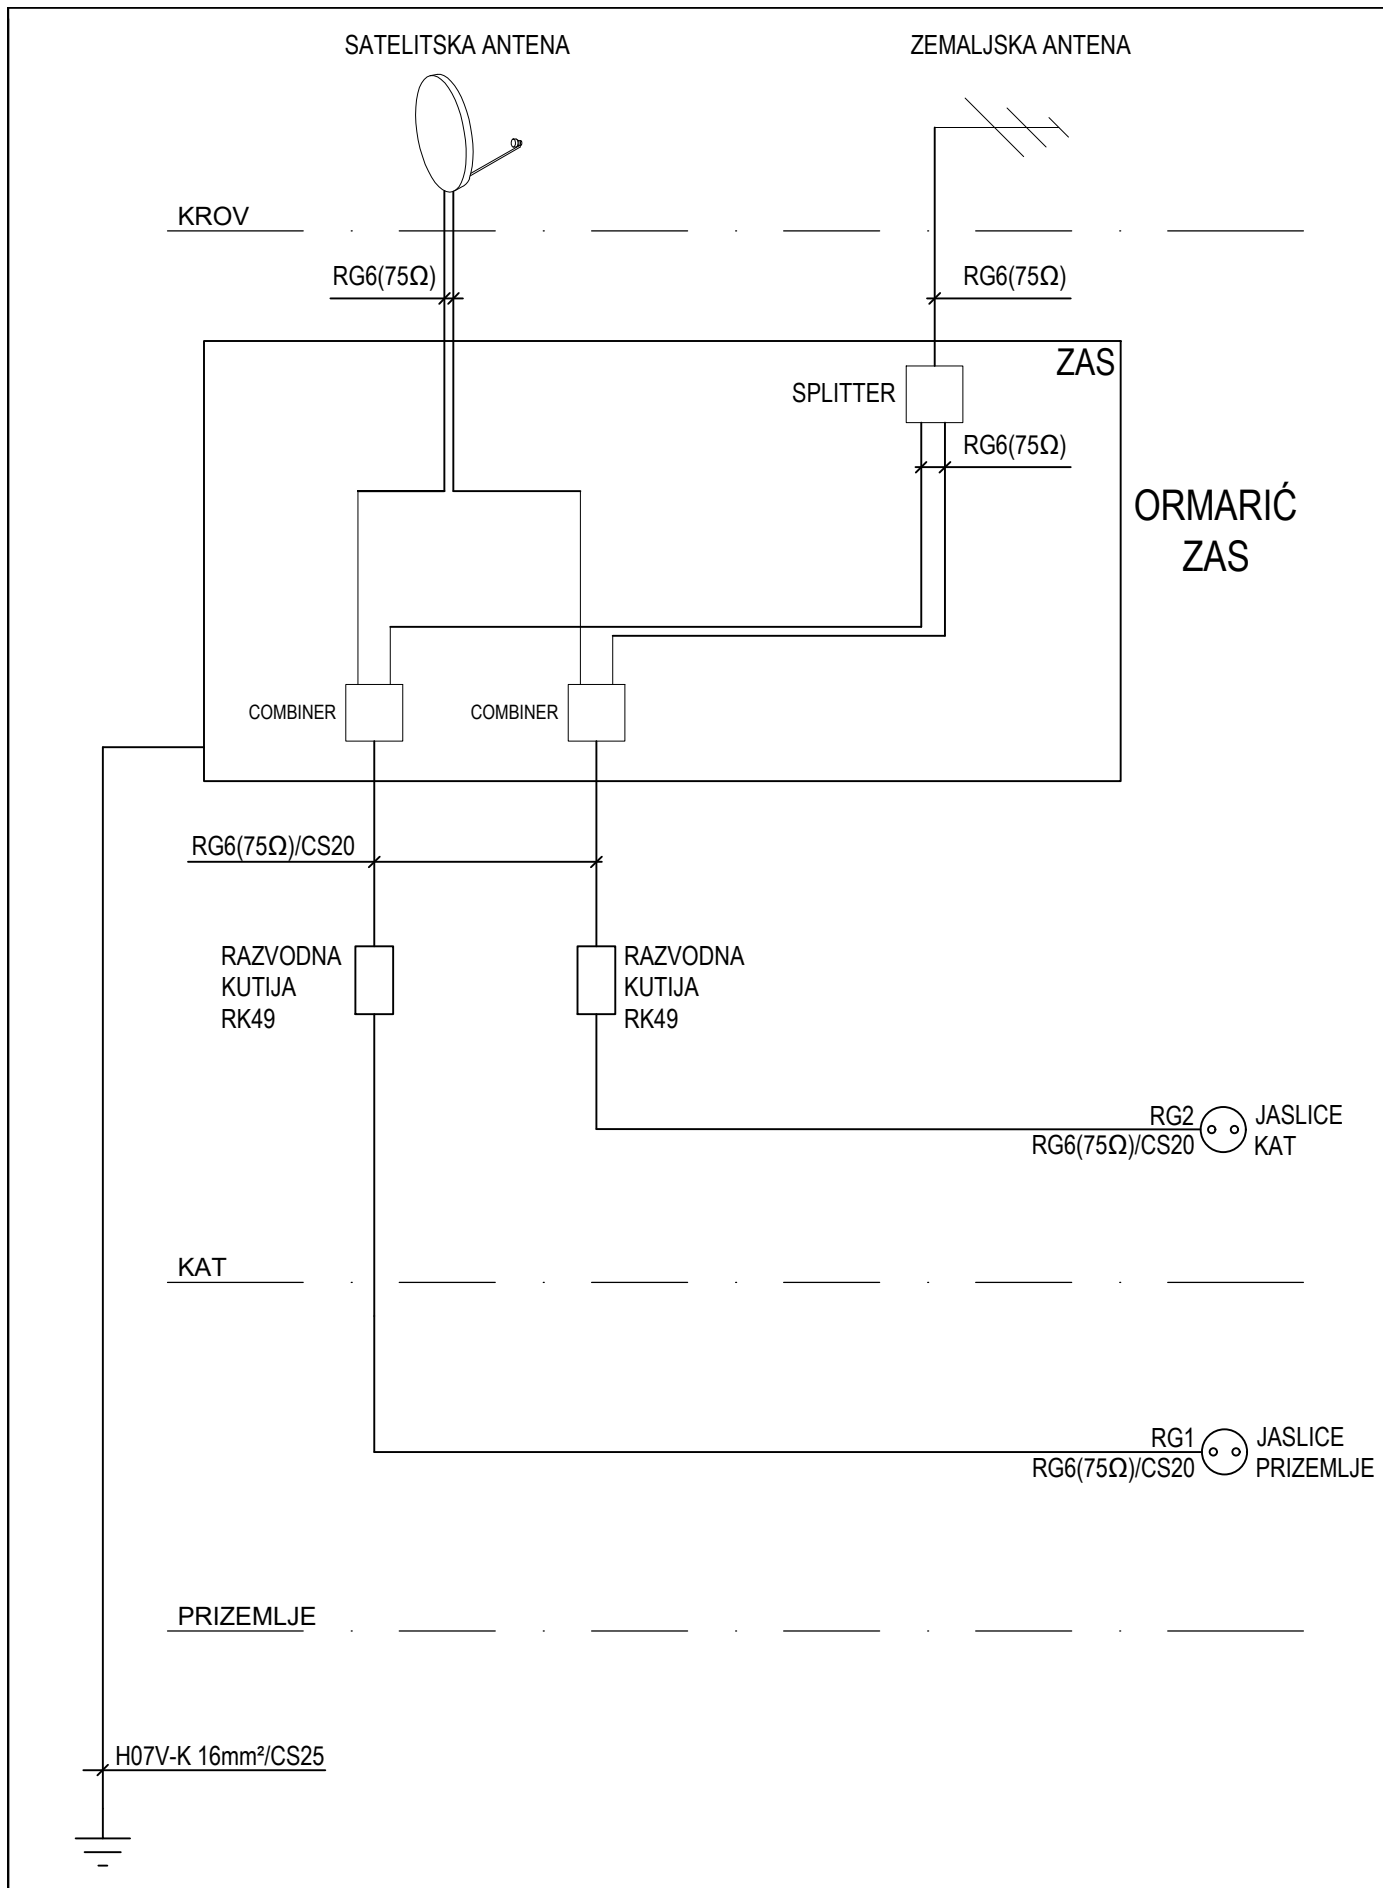 SATELITSKA ANTENA
ZEMALJSKA ANTENA
KROV
RG6(75Ω)
RG6(75Ω)
ZAS
SPLITTER
RG6(75Ω)
ORMARIĆ
ZAS
COMBINER
COMBINER
RG6(75Ω)/CS20
RAZVODNA
KUTIJA
RK49
RAZVODNA
KUTIJA
RK49
RG2
RG6(75Ω)/CS20
JASLICE
KAT
KAT
RG1
RG6(75Ω)/CS20
JASLICE
PRIZEMLJE
PRIZEMLJE
H07V-K 16mm²/CS25